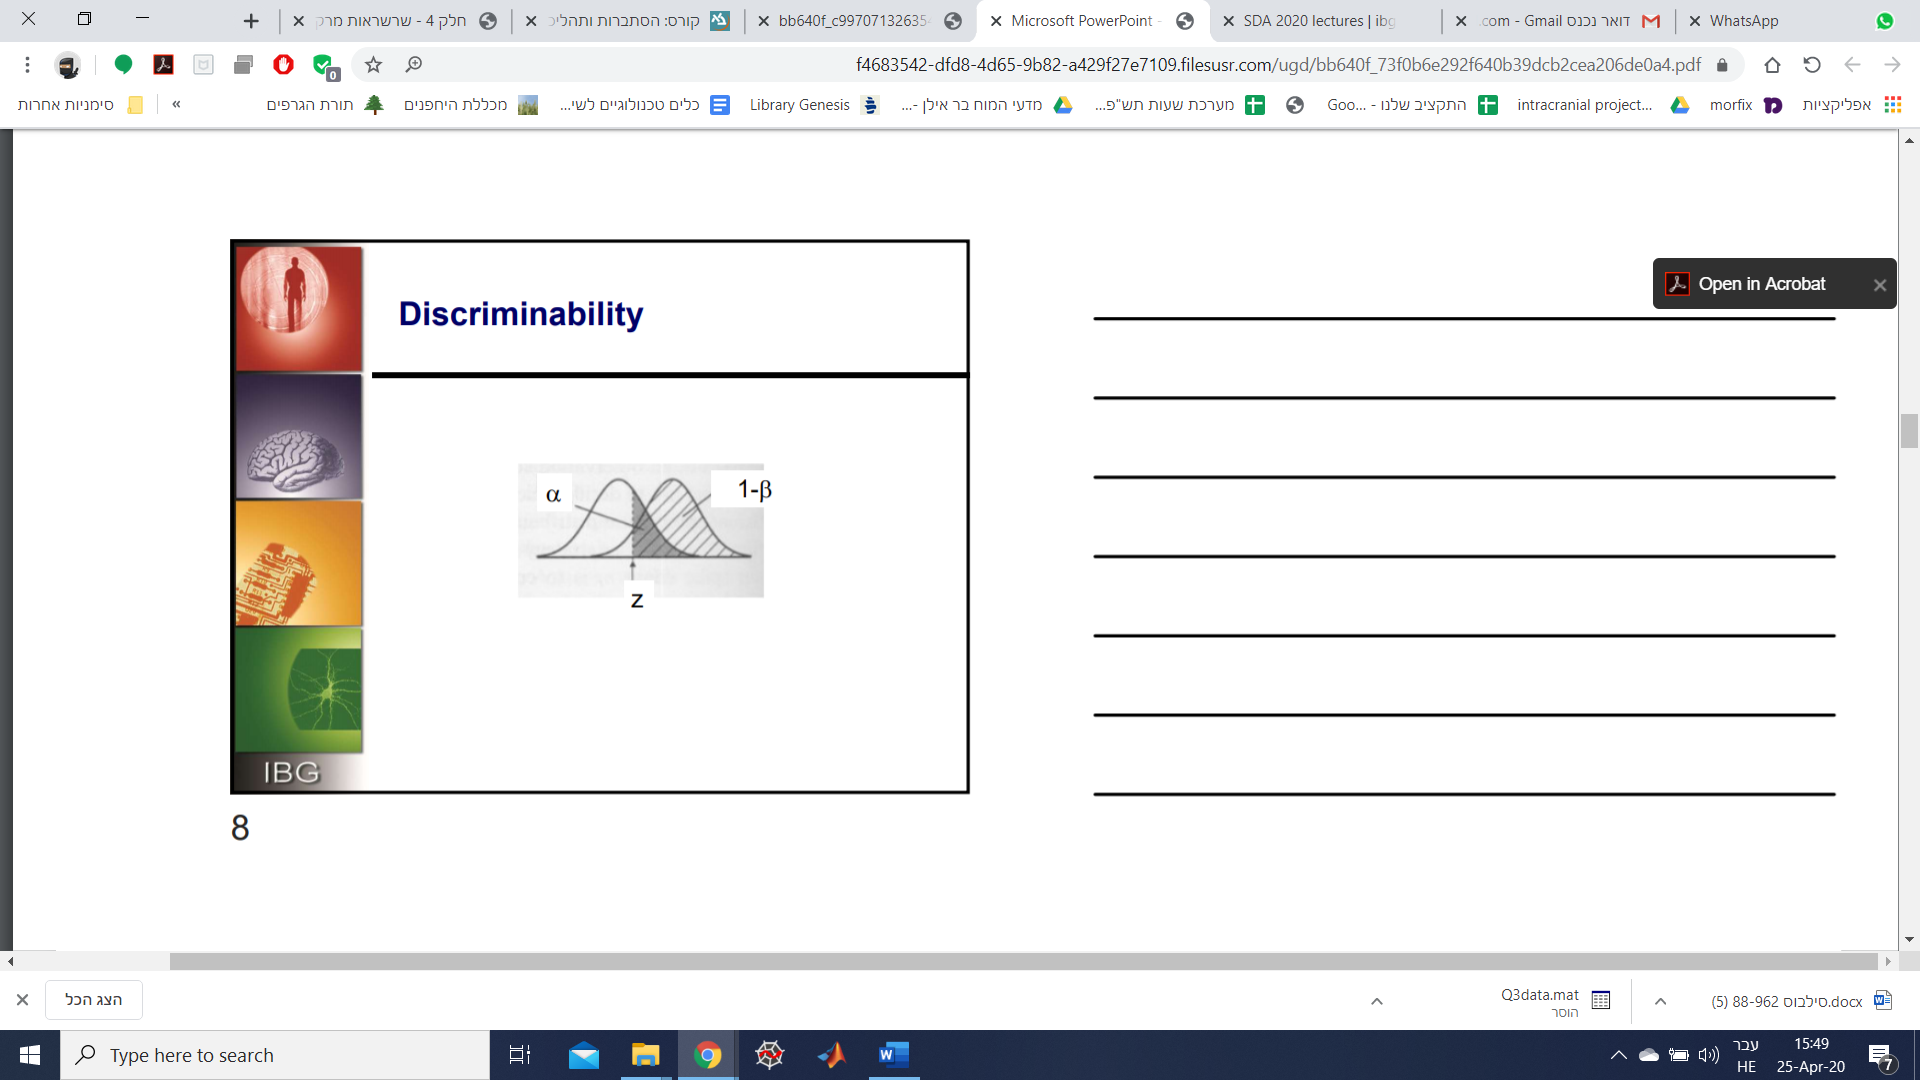 חלק 4 - שרשראות מרק
קורס: הסתברות ותהליכ
bb640f_c997071326354
Microsoft PowerPoint -
SDA 2020 lectures | ibg
דואר נכנס - Gmail - com.
WhatsApp
f4683542-dfd8-4d65-9b82-a429f27e7109.filesusr.com/ugd/bb640f_73f0b6e292f640b39dcb2cea206de0a4.pdf
0
אפליקציות
morfix
intracranial project...
התקציב שלנו - Goo...
מערכת שעות תש"פ...
מדעי המוח בר אילן -...
Library Genesis
כלים טכנולוגיים לשי...
מכללת היחפנים
תורת הגרפים
»
סימניות אחרות
Open in Acrobat
Discriminability
α
1-β
z
IBG
8
הצג הכל
Q3data.mat
הוסר
סילבוס 88-962 (5).docx
Type here to search
עבר
HE
15:49
25-Apr-20
7